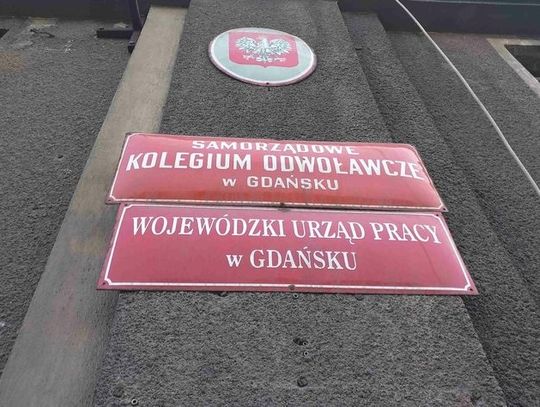 SAMORZĄDOWE
KOLEGIUM ODWOŁAWCZE
w GDAŃSKU
WOJEWÓDZKI URZĄD PRACY
w GDAŃSKU